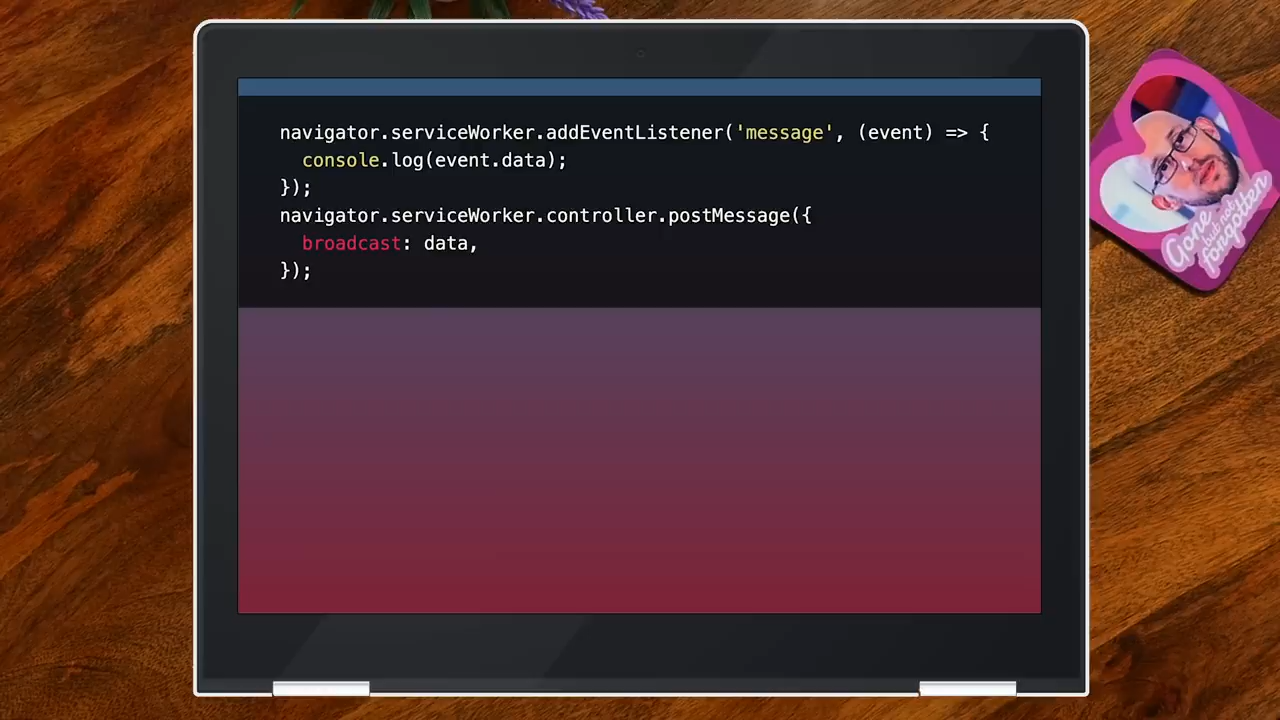 navigator.serviceWorker.addEventListener('message', (event) => {
  console.log(event.data);
});
navigator.serviceWorker.controller.postMessage({
  broadcast: data,
});
Gone
but not
forgotten